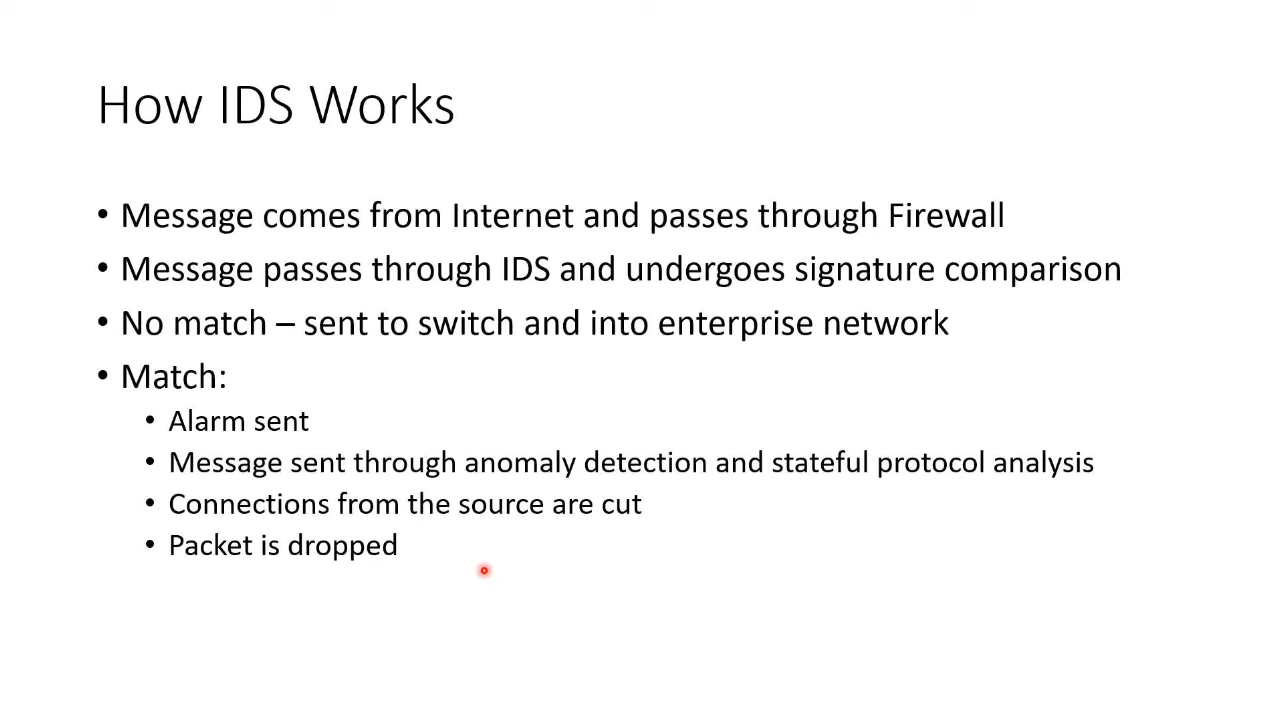 How IDS Works
• Message comes from Internet and passes through Firewall
• Message passes through IDS and undergoes signature comparison
• No match – sent to switch and into enterprise network
• Match:
• Alarm sent
• Message sent through anomaly detection and stateful protocol analysis
• Connections from the source are cut
• Packet is dropped